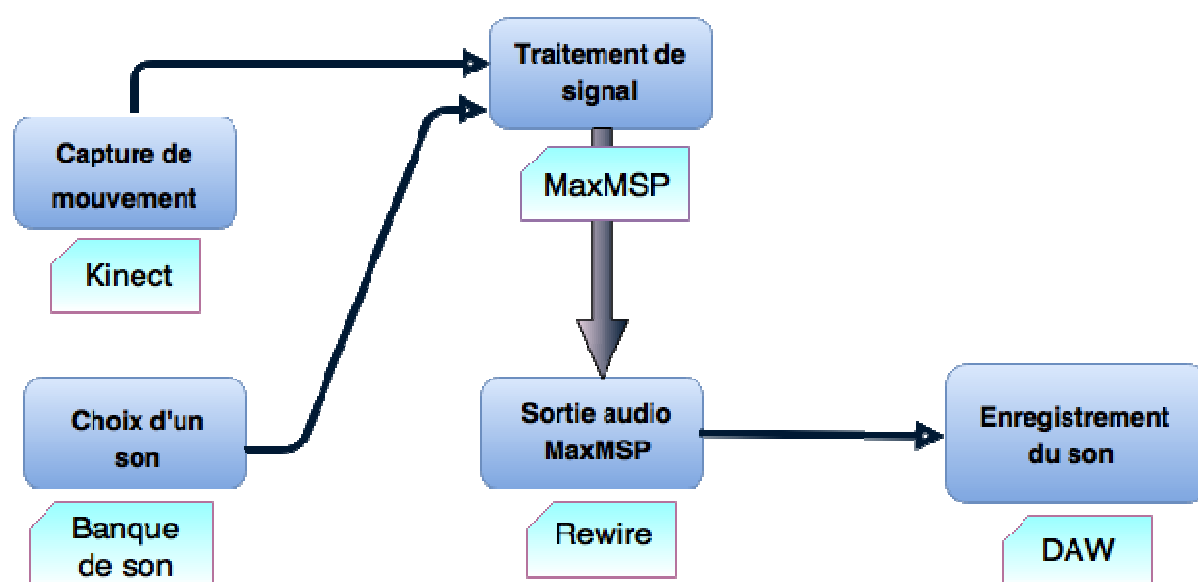 Traitement de
signal
MaxMSP
Capture de
mouvement
Kinect
Choix d'un
son
Banque
de son
Sortie audio
MaxMSP
Rewire
Enregistrement
du son
DAW